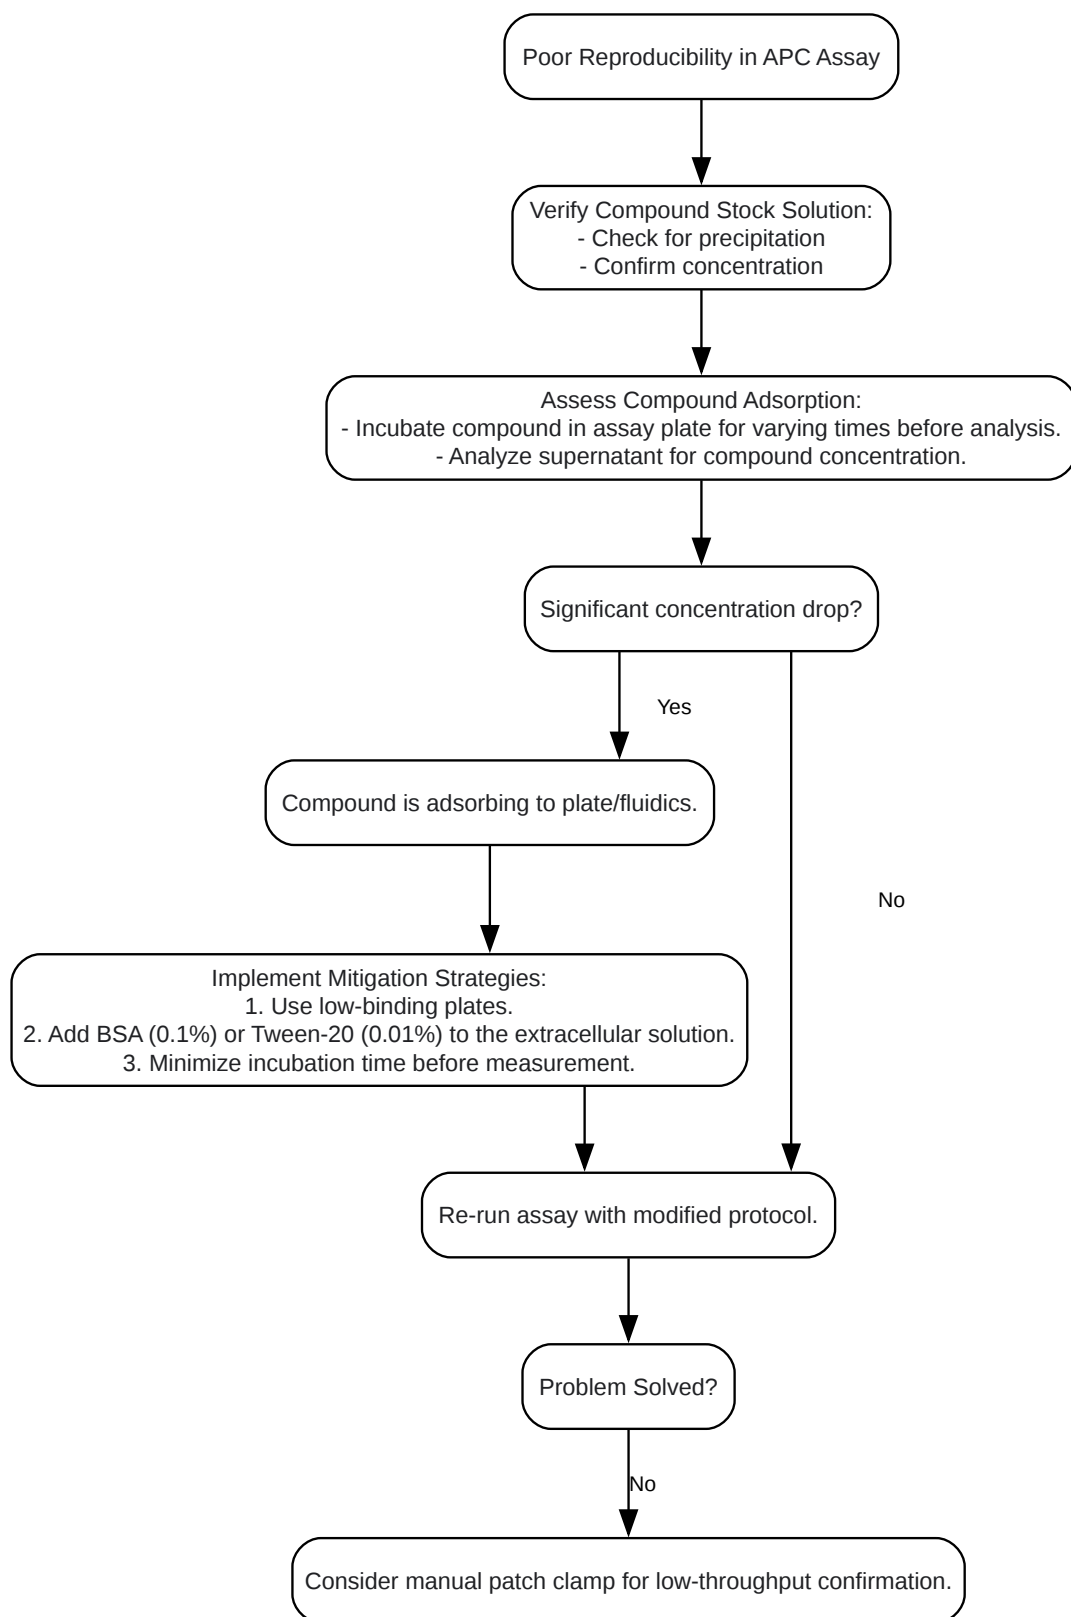 Poor Reproducibility in APC Assay
Verify Compound Stock Solution:
- Check for precipitation
- Confirm concentration
Assess Compound Adsorption:
- Incubate compound in assay plate for varying times before analysis.
- Analyze supernatant for compound concentration.
Significant concentration drop?
Yes
Compound is adsorbing to plate/fluidics.
No
Implement Mitigation Strategies:
1. Use low-binding plates.
2. Add BSA (0.1%) or Tween-20 (0.01%) to the extracellular solution.
3. Minimize incubation time before measurement.
Re-run assay with modified protocol.
Problem Solved?
No
Consider manual patch clamp for low-throughput confirmation.